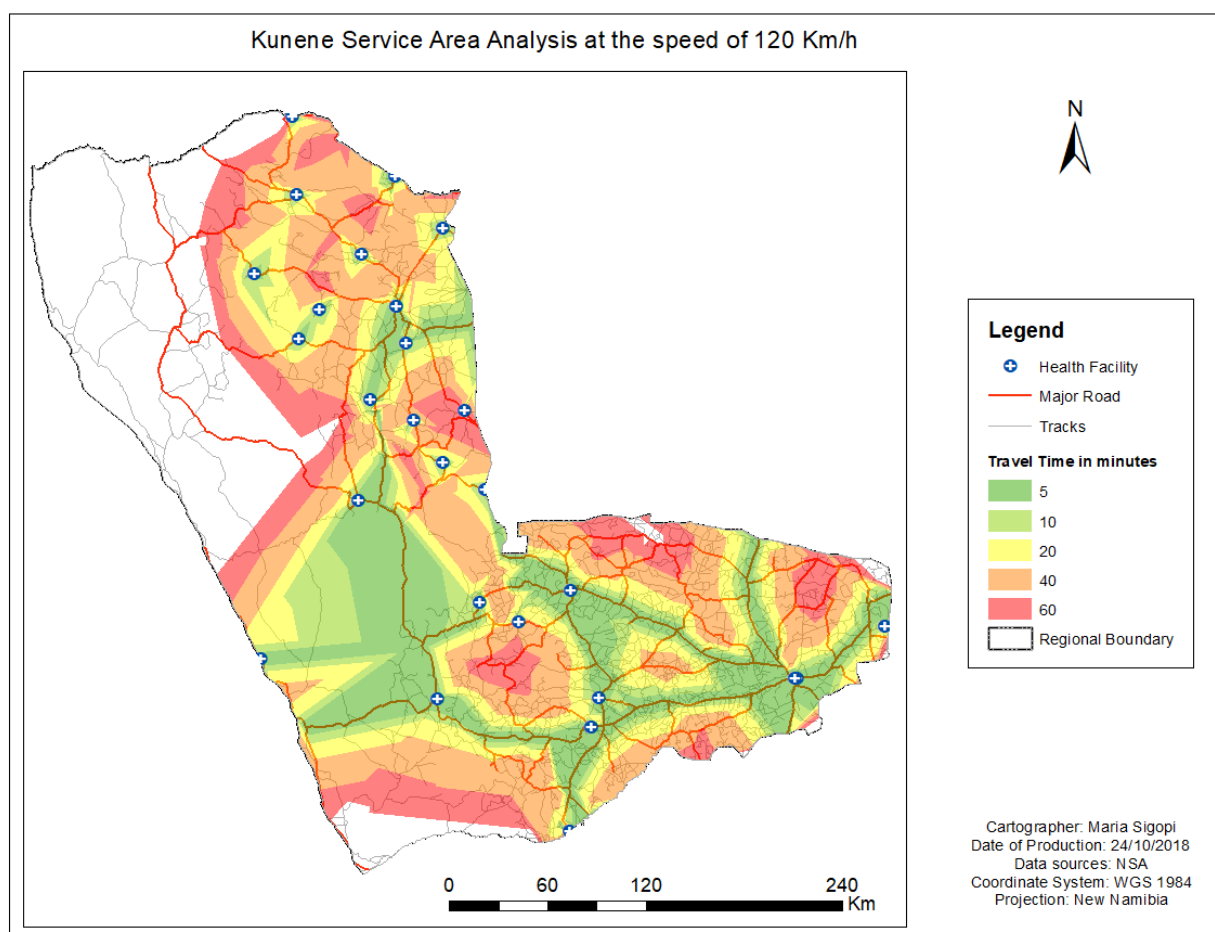 Kunene Service Area Analysis at the speed of 120 Km/h
N
Legend
Health Facility
Major Road
Tracks
Travel Time in minutes
5
10
20
40
60
Regional Boundary
0 60 120 240
Km
Cartographer: Maria Sigopi
Date of Production: 24/10/2018
Data sources: NSA
Coordinate System: WGS 1984
Projection: New Namibia